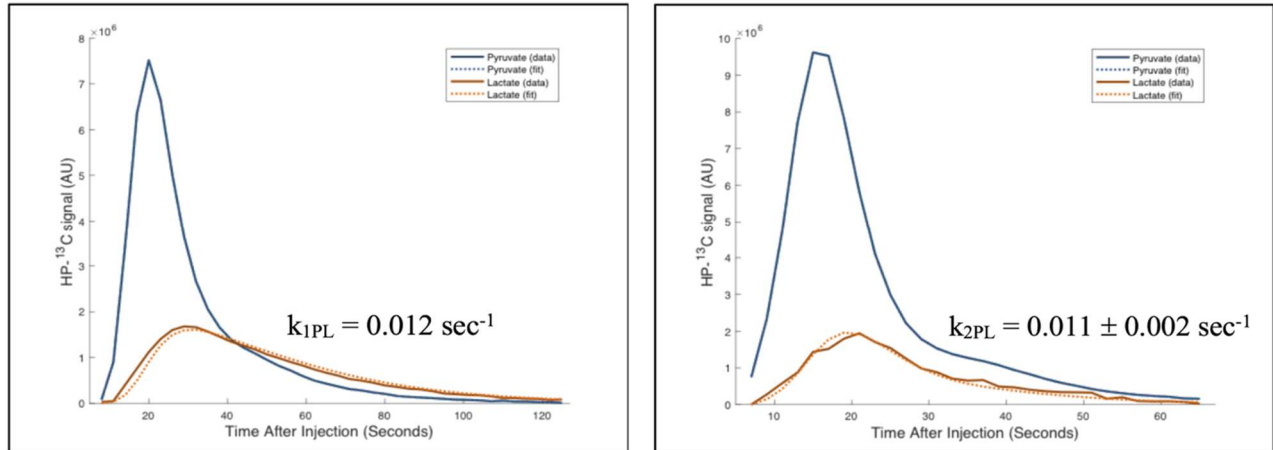 ×10⁶
8
7
6
5
4
3
2
1
0
HP-¹³C signal (AU)
Pyruvate (data)
Pyruvate (fit)
Lactate (data)
Lactate (fit)
k1PL = 0.012 sec⁻¹
20 40 60 80 100 120
Time After Injection (Seconds)
×10⁶
10
9
8
7
6
5
4
3
2
1
0
HP-¹³C signal (AU)
Pyruvate (data)
Pyruvate (fit)
Lactate (data)
Lactate (fit)
k2PL = 0.011 ± 0.002 sec⁻¹
10 20 30 40 50 60
Time After Injection (Seconds)